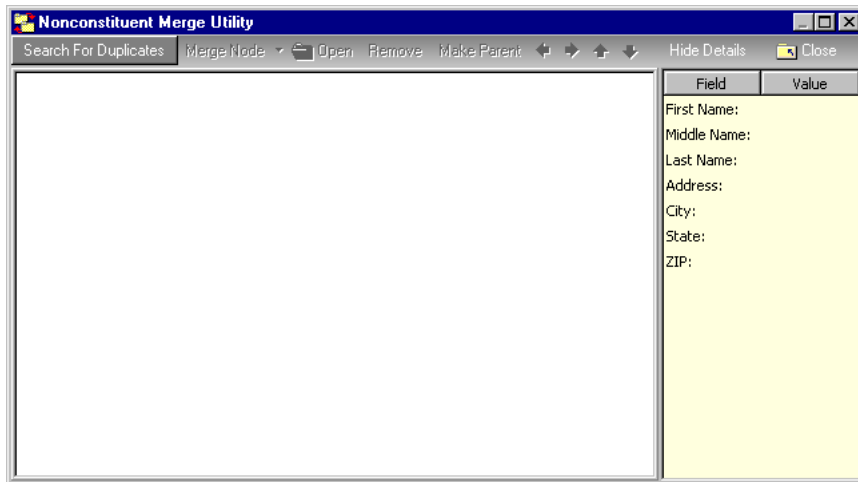 Nonconstituent Merge Utility
Search For Duplicates Merge Node Open Remove Make Parent Hide Details Close
Field Value
First Name:
Middle Name:
Last Name:
Address:
City:
State:
ZIP: